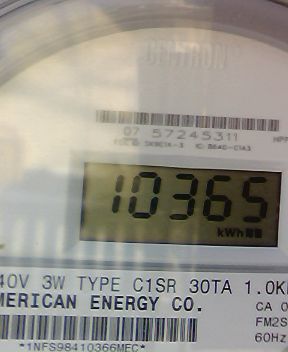 CENTRON
07 57245311
10365
kWh
40V 3W TYPE C1SR 30TA 1.0K
MERICAN ENERGY CO.
CA 0
FM2S
60Hz
*1NFS98410366MEC*